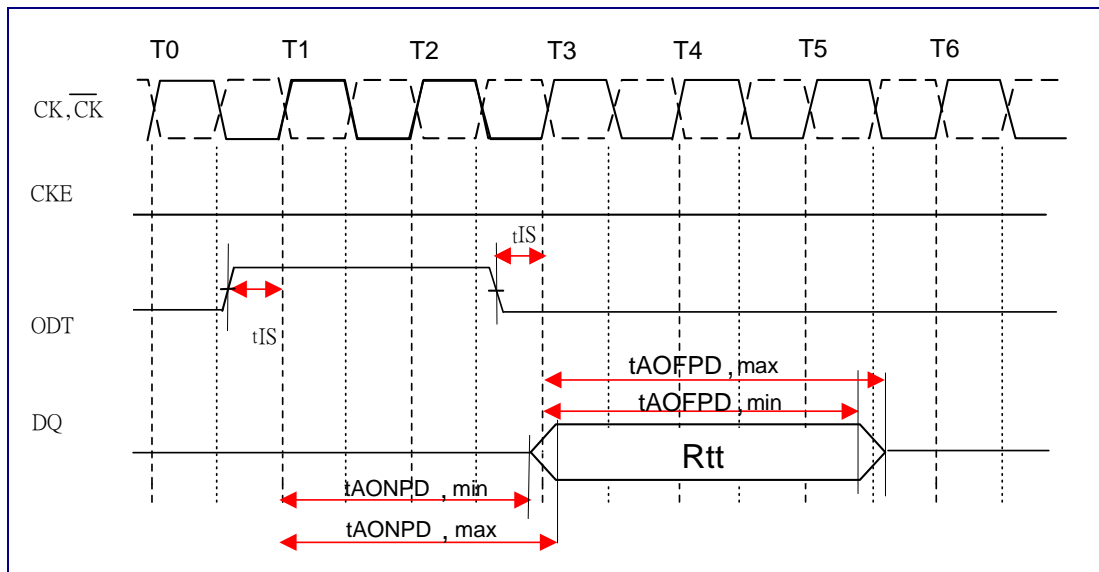 T0 T1 T2 T3 T4 T5 T6
CK, C̅K̅
CKE
tIS
ODT
tIS
tAOFPD , max
tAOFPD , min
DQ
Rtt
tAONPD , min
tAONPD , max